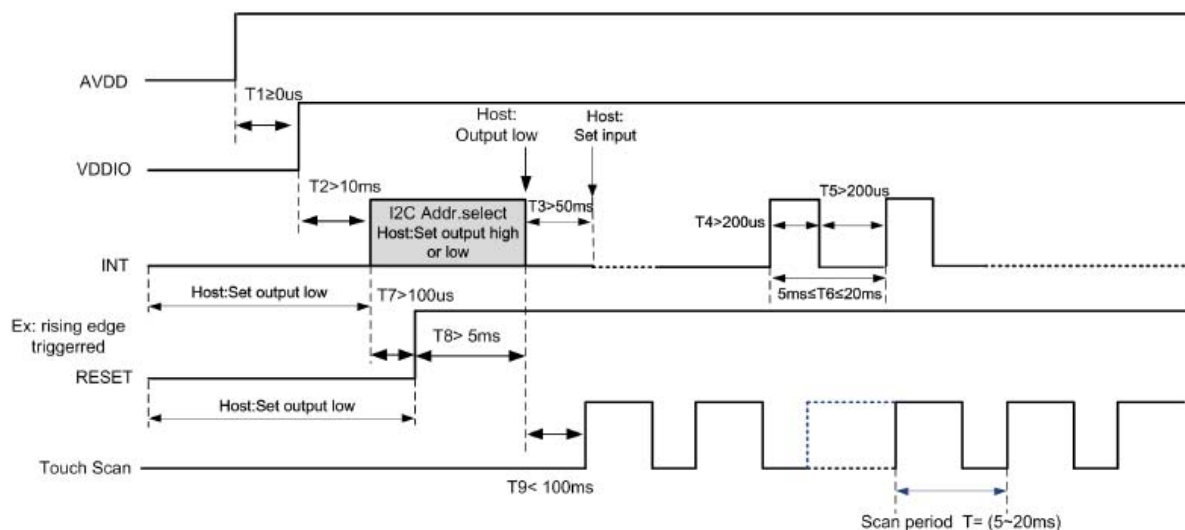 AVDD
T1≥0us
VDDIO
Host:
Output low
Host:
Set input
T2>10ms
I2C Addr.select
Host:Set output high
or low
T3>50ms
T4>200us
T5>200us
INT
5ms≤T6≤20ms
Host:Set output low
T7>100us
Ex: rising edge
triggerred
T8> 5ms
RESET
Host:Set output low
Touch Scan
T9< 100ms
Scan period T= (5~20ms)